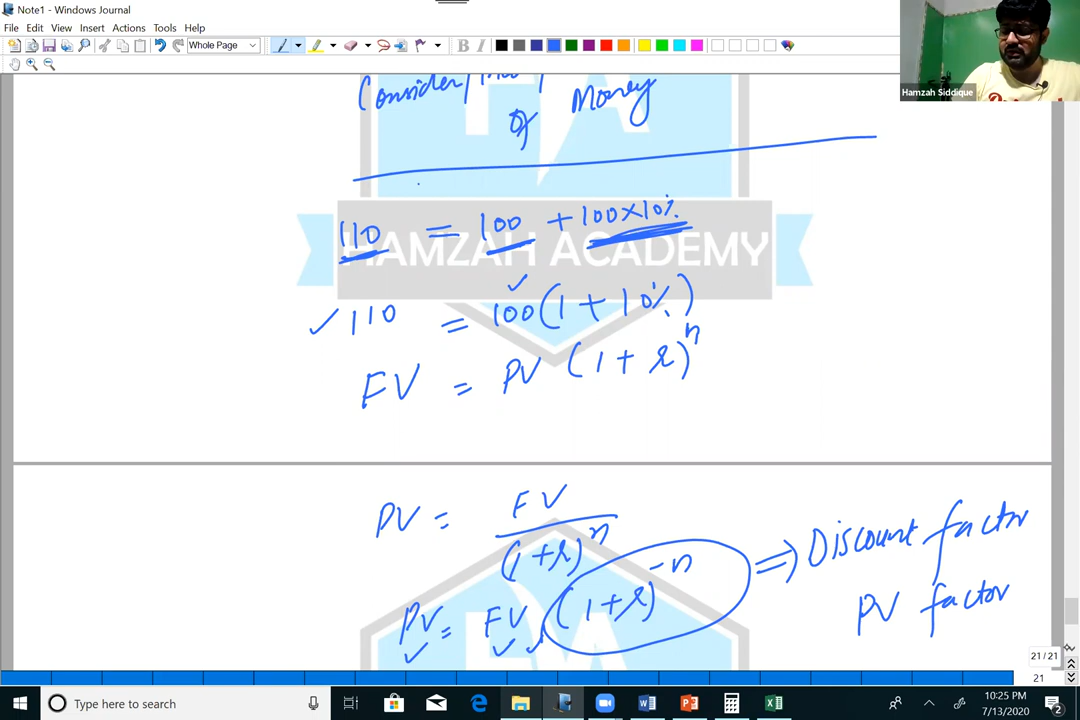 Note1 - Windows Journal
File Edit View Insert Actions Tools Help
Whole Page
B I
Hamzah Siddique
Consider
of Money
110 = 100 + 100×10%
HAMZAH ACADEMY
110 = 100 (1 + 10%)
FV = PV (1 + r)^n
PV = FV
(1+r)^n
PV = FV (1+r)^-n ⇒ Discount factor
PV factor
21 / 21
21
Type here to search
10:25 PM
7/13/2020
2